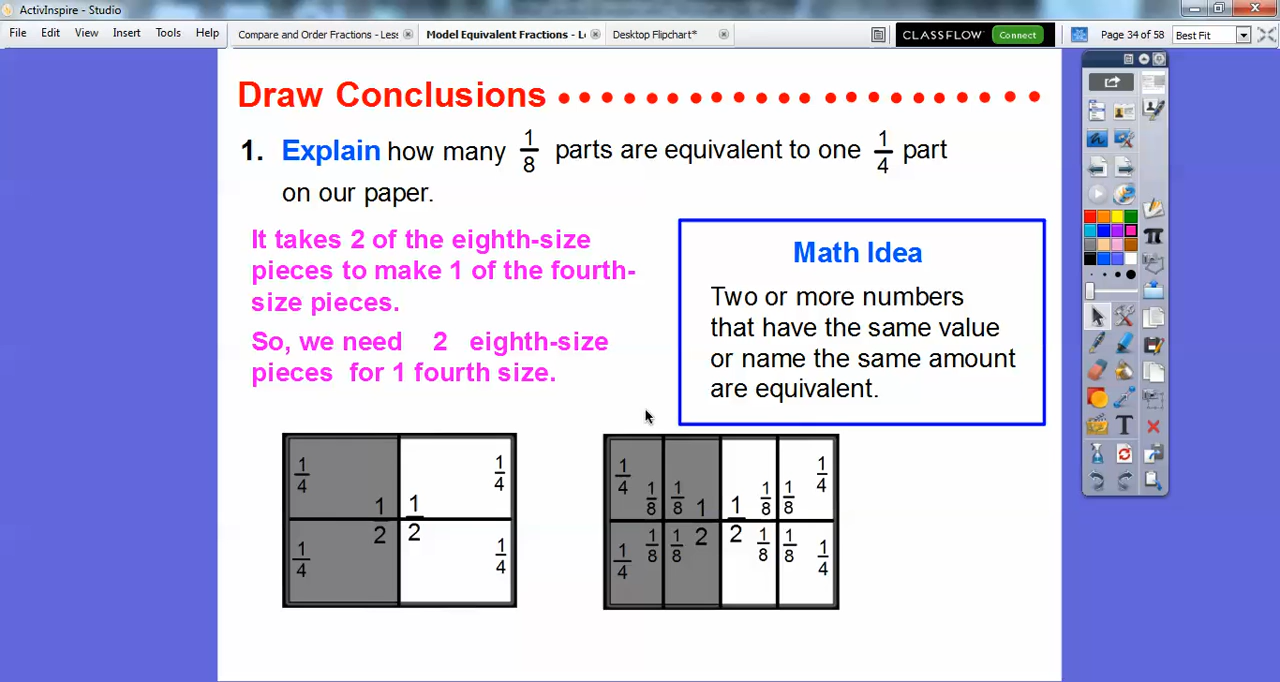 ActivInspire - Studio
File Edit View Insert Tools Help
Compare and Order Fractions - Less
Model Equivalent Fractions - Le
Desktop Flipchart*
CLASSFLOW Connect
Page 34 of 58
Best Fit
Draw Conclusions
1. Explain how many 1/8 parts are equivalent to one 1/4 part
on our paper.
It takes 2 of the eighth-size
pieces to make 1 of the fourth-
size pieces.
So, we need 2 eighth-size
pieces for 1 fourth size.
Math Idea
Two or more numbers
that have the same value
or name the same amount
are equivalent.
1/4 1/4
1/2 1/2
1/4 1/4
1/4 1/8 1/8 1/2 1/2 1/8 1/8 1/4
1/4 1/8 1/8 1/8 1/8 1/4